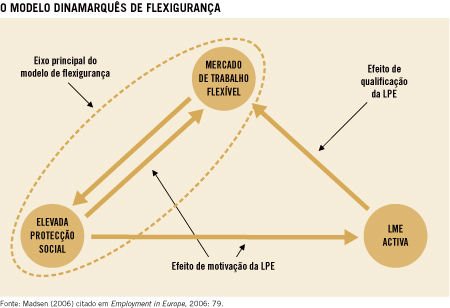 O MODELO DINAMARQUÊS DE FLEXIGURANÇA
Eixo principal do
modelo de flexigurança
MERCADO
DE TRABALHO
FLEXÍVEL
Efeito de
qualificação
da LPE
ELEVADA
PROTECÇÃO
SOCIAL
LME
ACTIVA
Efeito de motivação da LPE
Fonte: Madsen (2006) citado em Employment in Europe, 2006: 79.